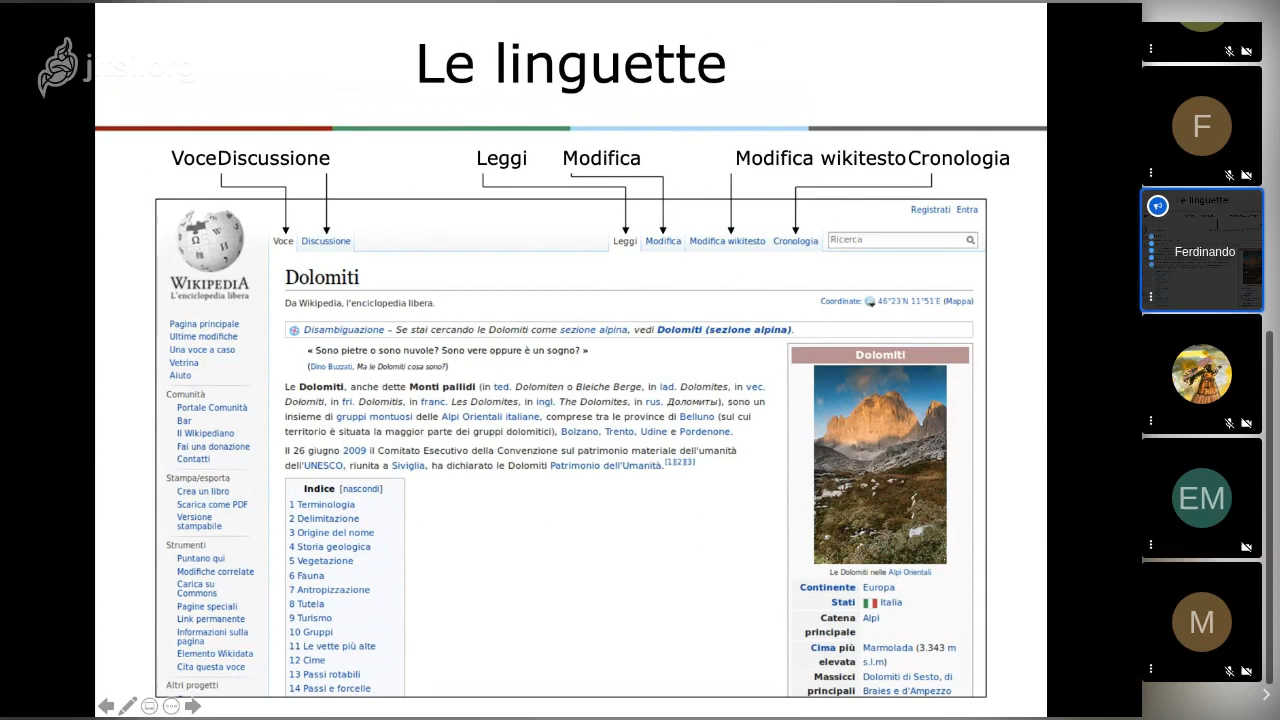 jitsi.org
Le linguette
Voce Discussione Leggi Modifica Modifica wikitesto Cronologia
Registrati Entra
Voce Discussione Leggi Modifica Modifica wikitesto Cronologia Ricerca
WIKIPEDIA
L'enciclopedia libera
Pagina principale
Ultime modifiche
Una voce a caso
Vetrina
Aiuto
Comunità
Portale Comunità
Bar
Il Wikipediano
Fai una donazione
Contatti
Stampa/esporta
Crea un libro
Scarica come PDF
Versione
stampabile
Strumenti
Puntano qui
Modifiche correlate
Carica su
Commons
Pagine speciali
Link permanente
Informazioni sulla
pagina
Elemento Wikidata
Cita questa voce
Altri progetti
Dolomiti
Da Wikipedia, l'enciclopedia libera.
Coordinate: 46°23′N 11°51′E (Mappa)
Disambiguazione – Se stai cercando le Dolomiti come sezione alpina, vedi Dolomiti (sezione alpina).
« Sono pietre o sono nuvole? Sono vere oppure è un sogno? »
(Dino Buzzati, Ma le Dolomiti cosa sono?)
Le Dolomiti, anche dette Monti pallidi (in ted. Dolomiten o Bleiche Berge, in lad. Dolomites, in vec.
Dolomiti, in fri. Dolomitis, in franc. Les Dolomites, in ingl. The Dolomites, in rus. Доломиты), sono un
insieme di gruppi montuosi delle Alpi Orientali italiane, comprese tra le province di Belluno (sul cui
territorio è situata la maggior parte dei gruppi dolomitici), Bolzano, Trento, Udine e Pordenone.
Il 26 giugno 2009 il Comitato Esecutivo della Convenzione sul patrimonio materiale dell'umanità
dell'UNESCO, riunita a Siviglia, ha dichiarato le Dolomiti Patrimonio dell'Umanità.[1][2][3]
Indice [nascondi]
1 Terminologia
2 Delimitazione
3 Origine del nome
4 Storia geologica
5 Vegetazione
6 Fauna
7 Antropizzazione
8 Tutela
9 Turismo
10 Gruppi
11 Le vette più alte
12 Cime
13 Passi rotabili
14 Passi e forcelle
Dolomiti
Le Dolomiti nelle Alpi Orientali
Continente Europa
Stati Italia
Catena Alpi
principale
Cima più Marmolada (3.343 m
elevata s.l.m)
Massicci Dolomiti di Sesto, di
principali Braies e d'Ampezzo
F
Le linguette
Ferdinando
EM
M